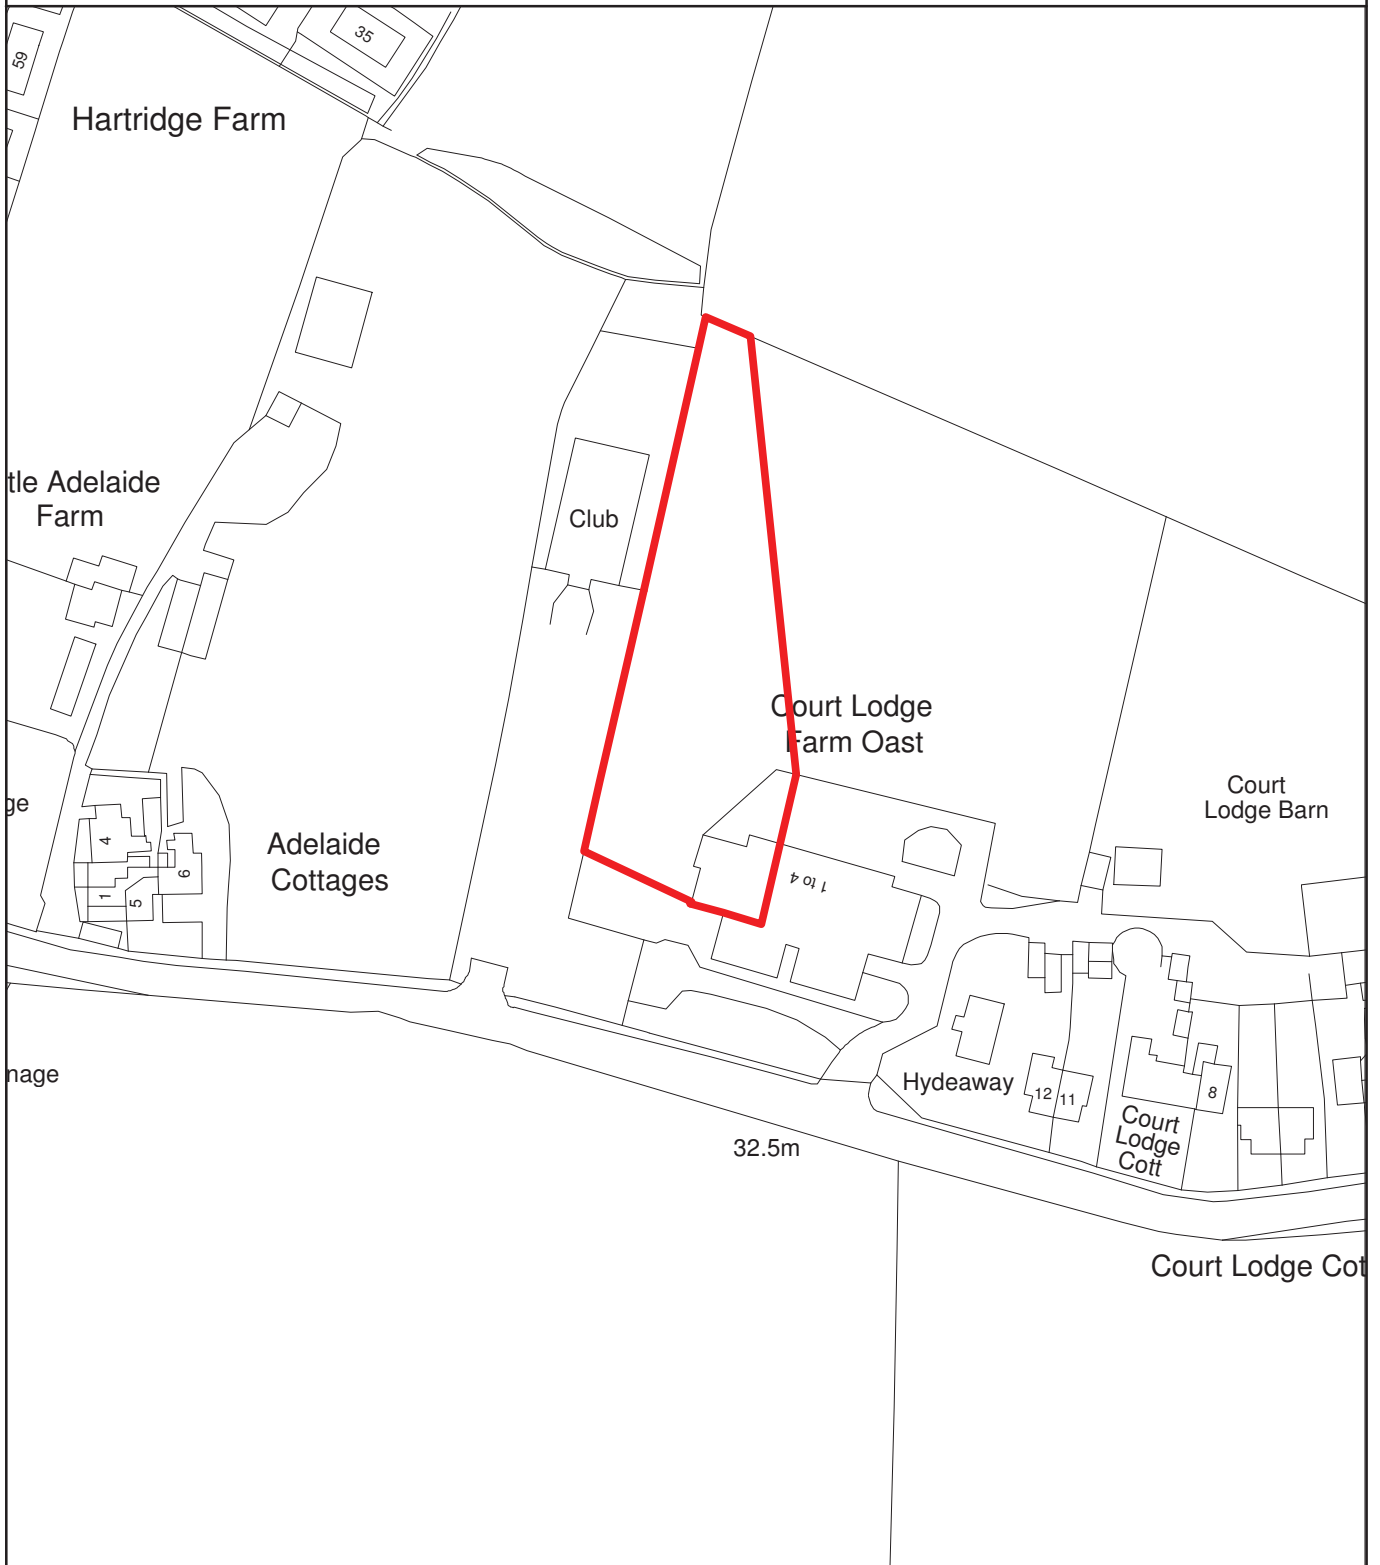 35
59
Hartridge Farm
tle Adelaide
Farm
Club
Court Lodge
Farm Oast
Court
Lodge Barn
ge
4
Adelaide
Cottages
6
1 to 4
1
5
nage
Hydeaway
12
11
8
Court
Lodge
Cott
32.5m
Court Lodge Cot